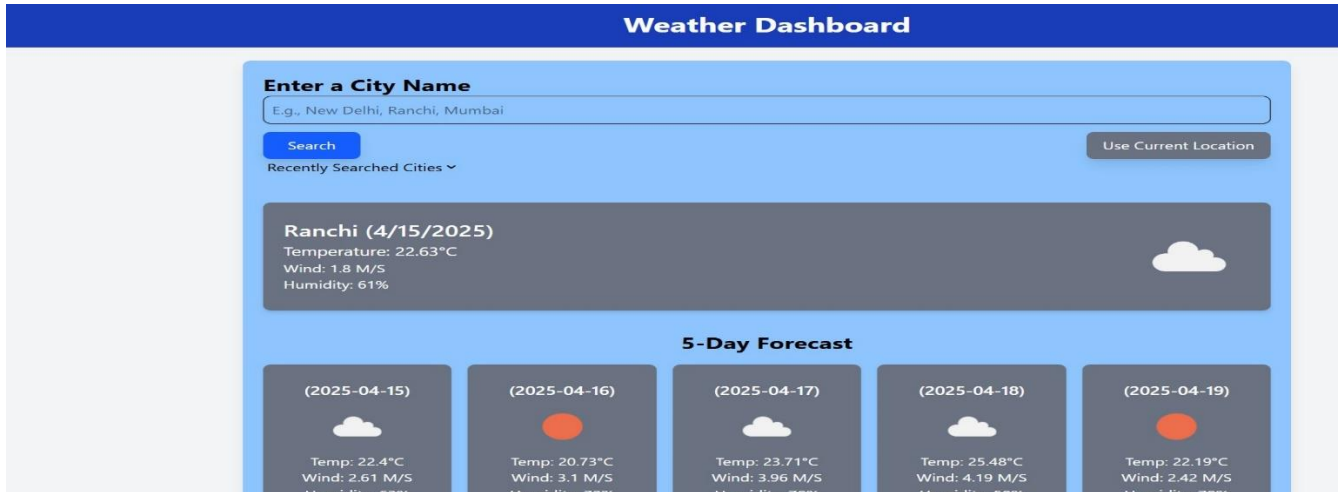 Weather Dashboard
Enter a City Name
E.g., New Delhi, Ranchi, Mumbai
Search
Use Current Location
Recently Searched Cities
Ranchi (4/15/2025)
Temperature: 22.63°C
Wind: 1.8 M/S
Humidity: 61%
5-Day Forecast
(2025-04-15)
Temp: 22.4°C
Wind: 2.61 M/S
(2025-04-16)
Temp: 20.73°C
Wind: 3.1 M/S
(2025-04-17)
Temp: 23.71°C
Wind: 3.96 M/S
(2025-04-18)
Temp: 25.48°C
Wind: 4.19 M/S
(2025-04-19)
Temp: 22.19°C
Wind: 2.42 M/S